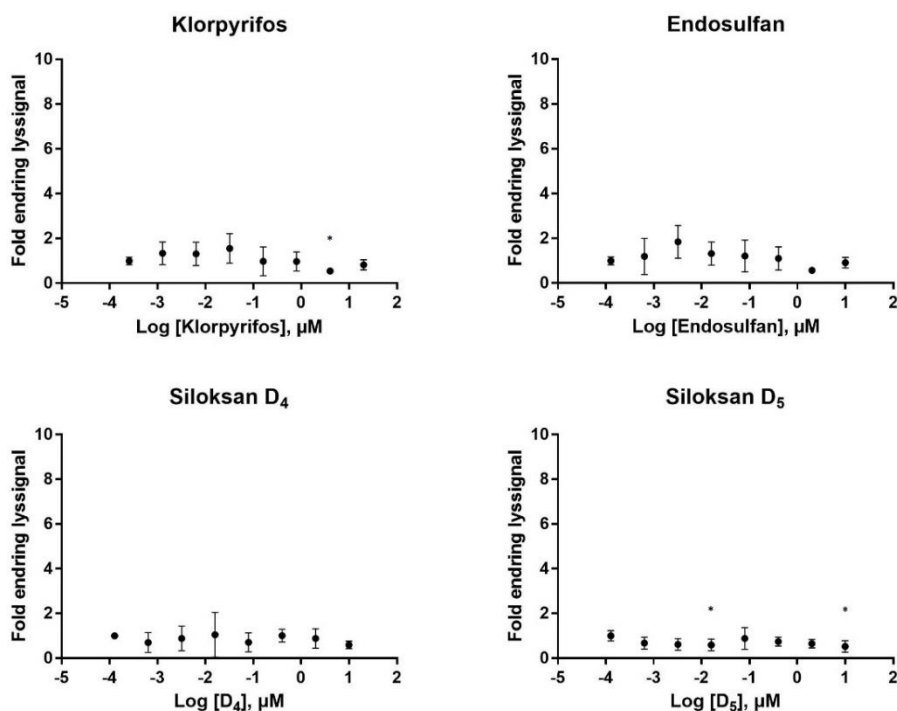 Klorpyrifos
Fold endring lyssignal
10
8
6
4
2
0
*
-5 -4 -3 -2 -1 0 1 2
Log [Klorpyrifos], µM
Endosulfan
Fold endring lyssignal
10
8
6
4
2
0
-5 -4 -3 -2 -1 0 1 2
Log [Endosulfan], µM
Siloksan D₄
Fold endring lyssignal
10
8
6
4
2
0
-5 -4 -3 -2 -1 0 1 2
Log [D₄], µM
Siloksan D₅
Fold endring lyssignal
10
8
6
4
2
0
* *
-5 -4 -3 -2 -1 0 1 2
Log [D₅], µM